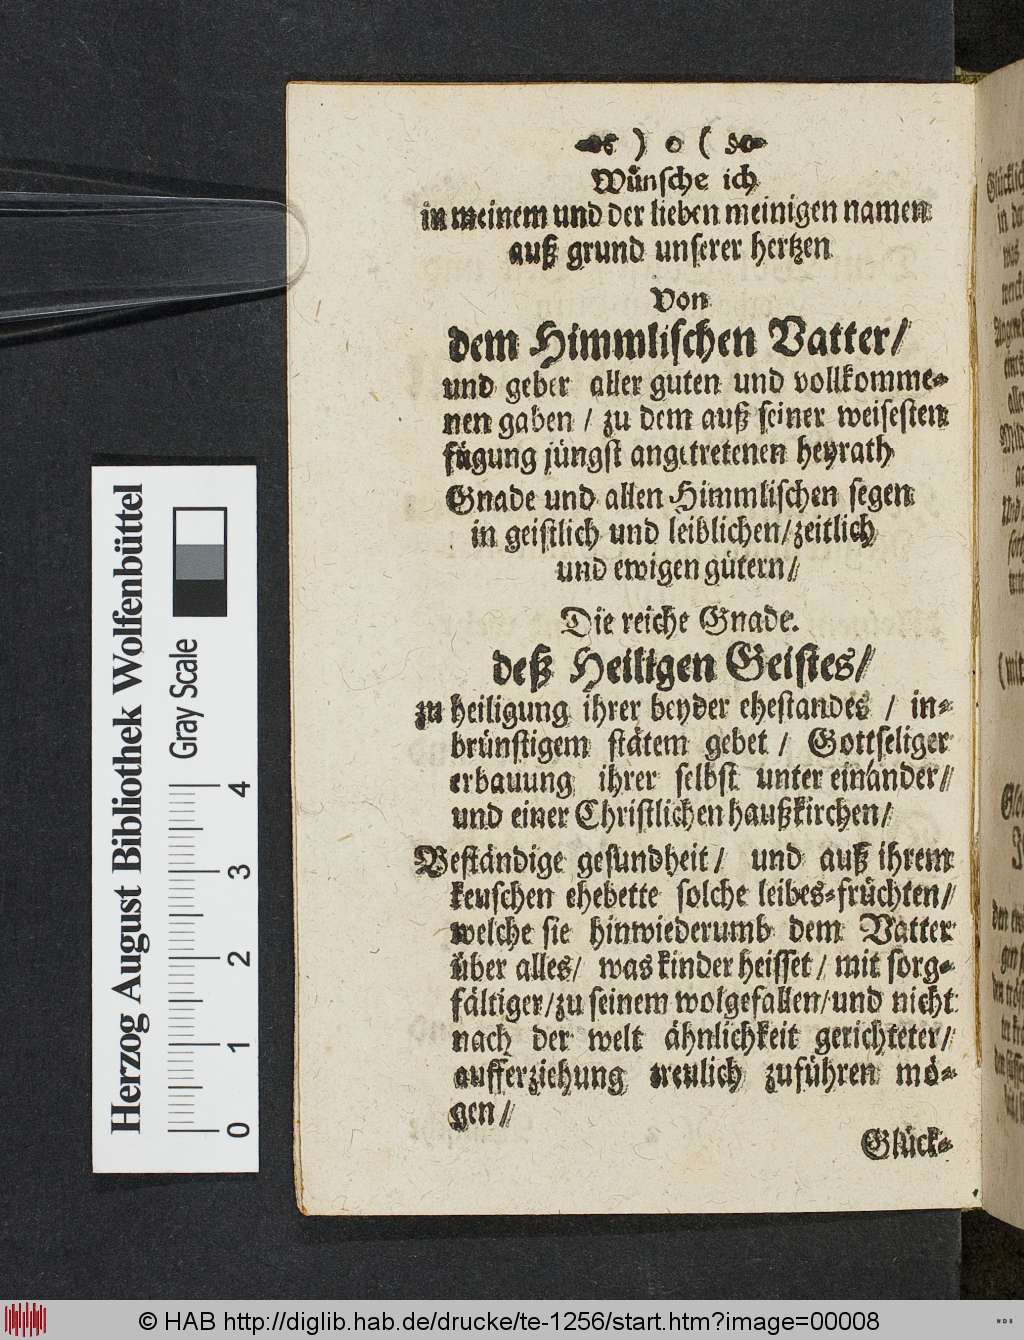 ) o (
Wünsche ich
in meinem und der lieben meinigen namen
auß grund unserer hertzen
Von
dem Himmlischen Vatter/
und geber aller guten und vollkomme-
nen gaben / zu dem auß seiner weisesten
fügung jüngst angetretenen heyrath
Gnade und allen Himmlischen segen
in geistlich und leiblichen/zeitlich
und ewigen gütern/
Die reiche Gnade.
deß Heiligen Geistes/
zu heiligung ihrer beyder ehestandes / in-
brünstigem stätem gebet / Gottseliger
erbauung ihrer selbst unter einander/
und einer Christlichen haußkirchen/
Beständige gesundheit / und auß ihrem
keuschen ehebette solche leibes-früchten/
welche sie hinwiederumb dem Vatter
über alles/ was kinder heisset / mit sorg-
fältiger/zu seinem wolgefallen/und nicht
nach der welt ähnlichkeit gerichteter/
aufferziehung treulich zuführen mö-
gen/
Glück-
Herzog August Bibliothek Wolfenbüttel
Gray Scale
0 1 2 3 4
© HAB http://diglib.hab.de/drucke/te-1256/start.htm?image=00008